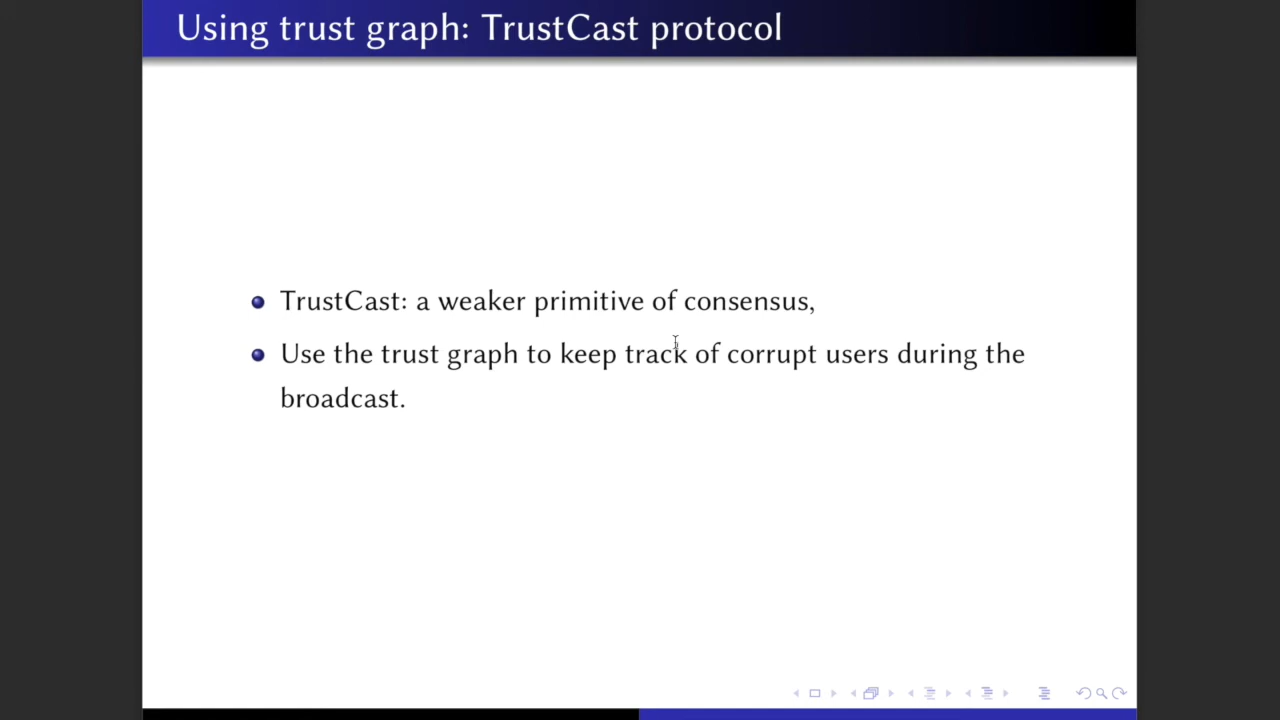 Using trust graph: TrustCast protocol
TrustCast: a weaker primitive of consensus,
Use the trust graph to keep track of corrupt users during the
broadcast.